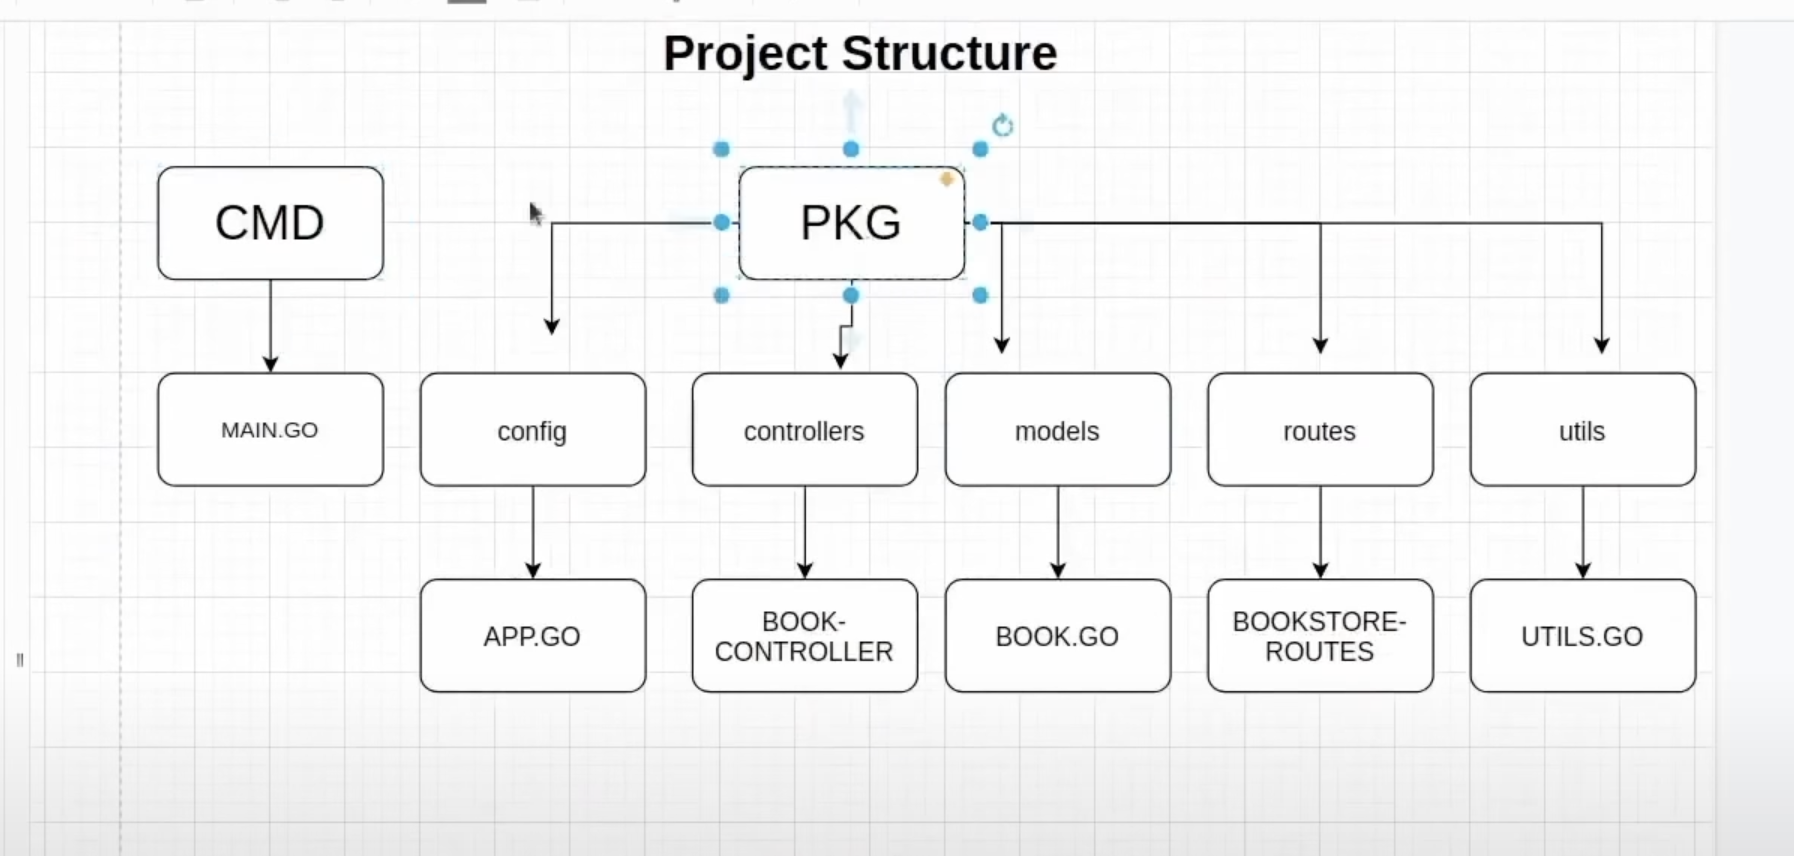 Project Structure
CMD
PKG
MAIN.GO
config
controllers
models
routes
utils
APP.GO
BOOK-
CONTROLLER
BOOK.GO
BOOKSTORE-
ROUTES
UTILS.GO